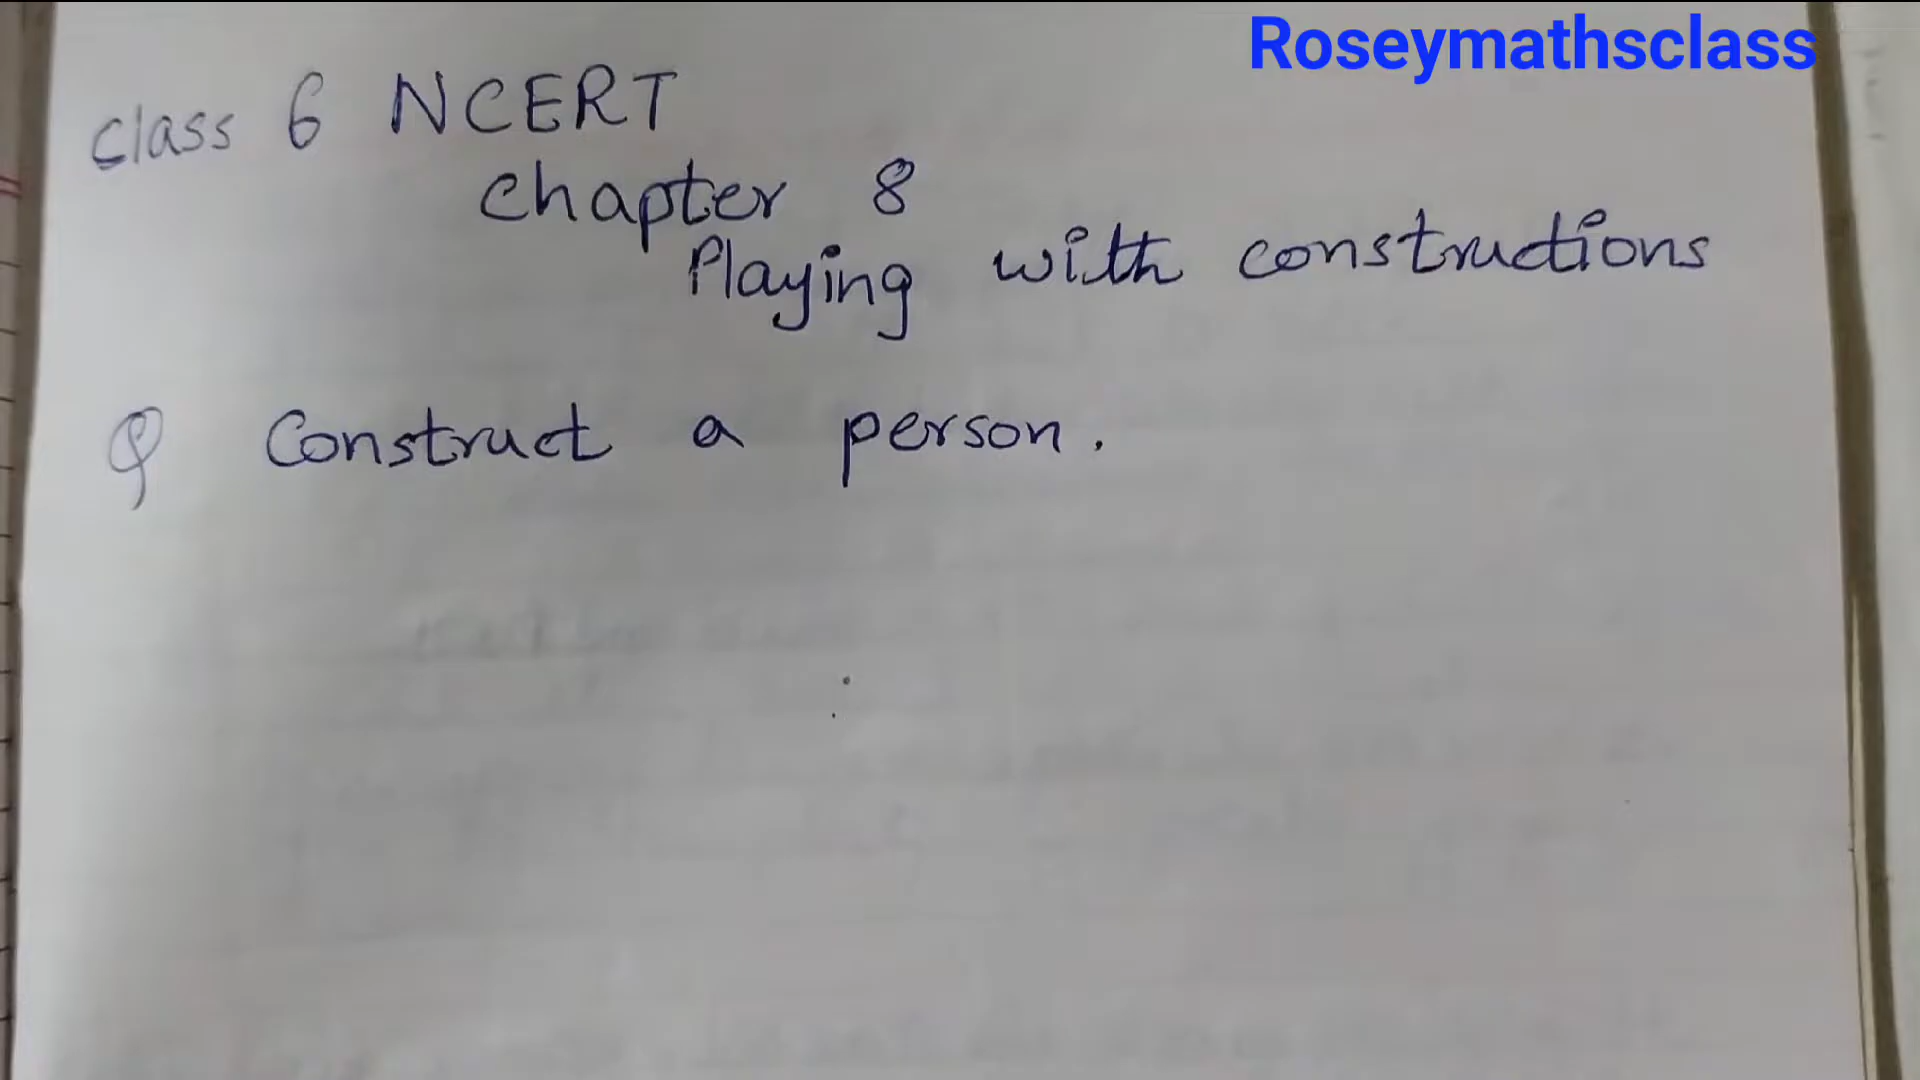 Roseymathsclass
Class 6 NCERT
Chapter 8
Playing with constructions
Q Construct a person.